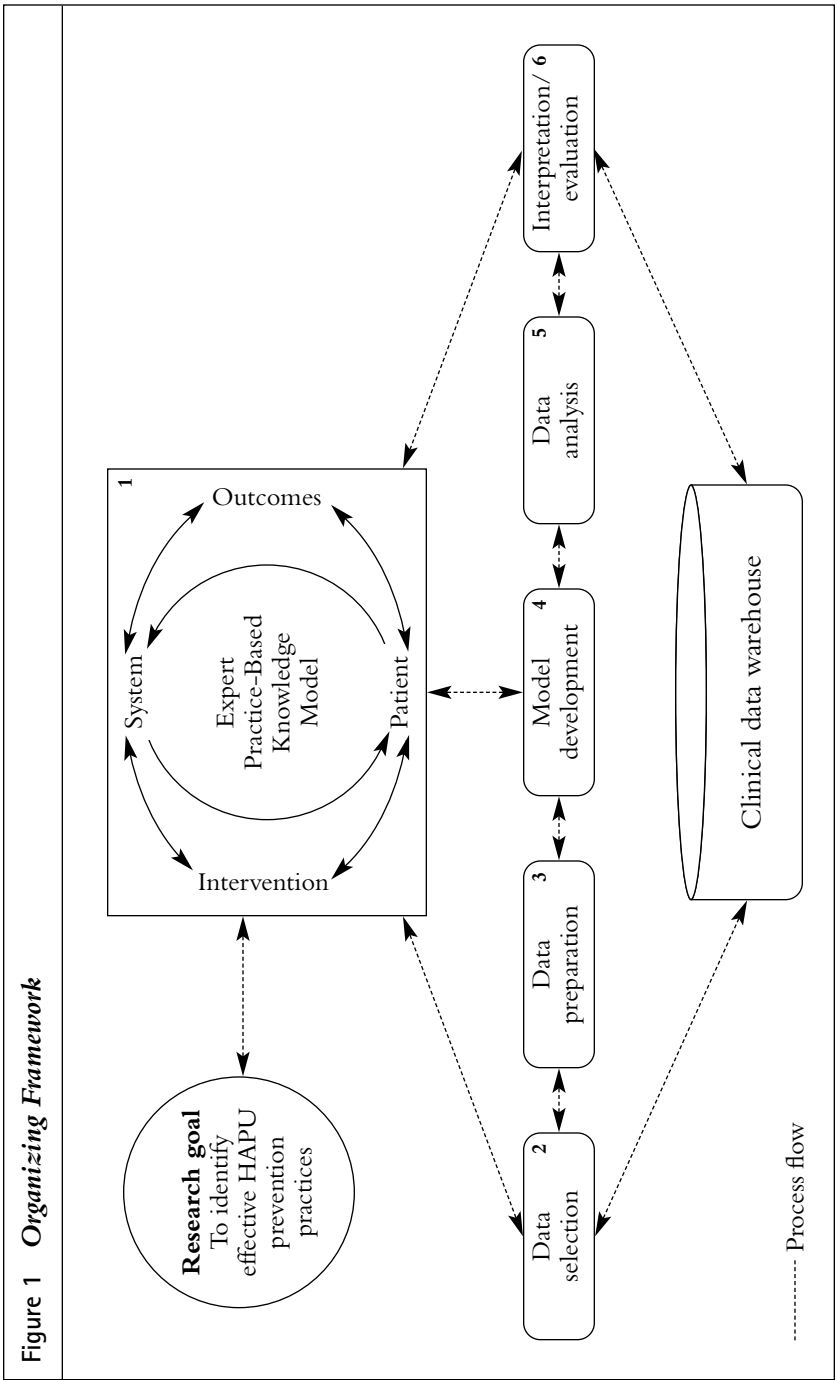 Figure 1 Organizing Framework
Research goal
To identify
effective HAPU
prevention
practices
1
System
Intervention
Outcomes
Expert
Practice-Based
Knowledge
Model
Patient
2
Data
selection
3
Data
preparation
4
Model
development
5
Data
analysis
Interpretation/ 6
evaluation
Clinical data warehouse
Process flow